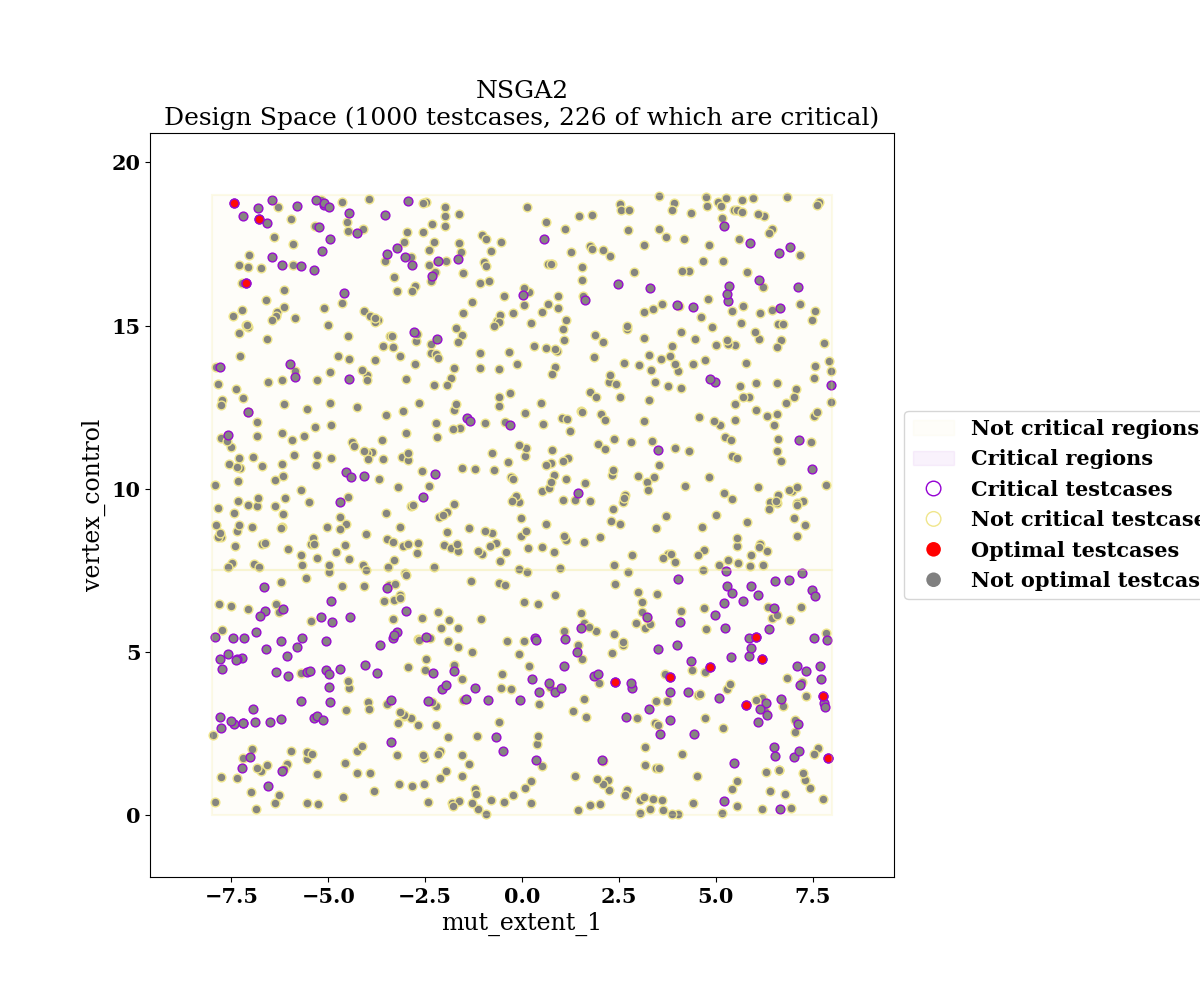 NSGA2
Design Space (1000 testcases, 226 of which are critical)
20
15
10
5
0
vertex_control
−7.5
−5.0
−2.5
0.0
2.5
5.0
7.5
mut_extent_1
Not critical regions
Critical regions
Critical testcases
Not critical testcase
Optimal testcases
Not optimal testcas